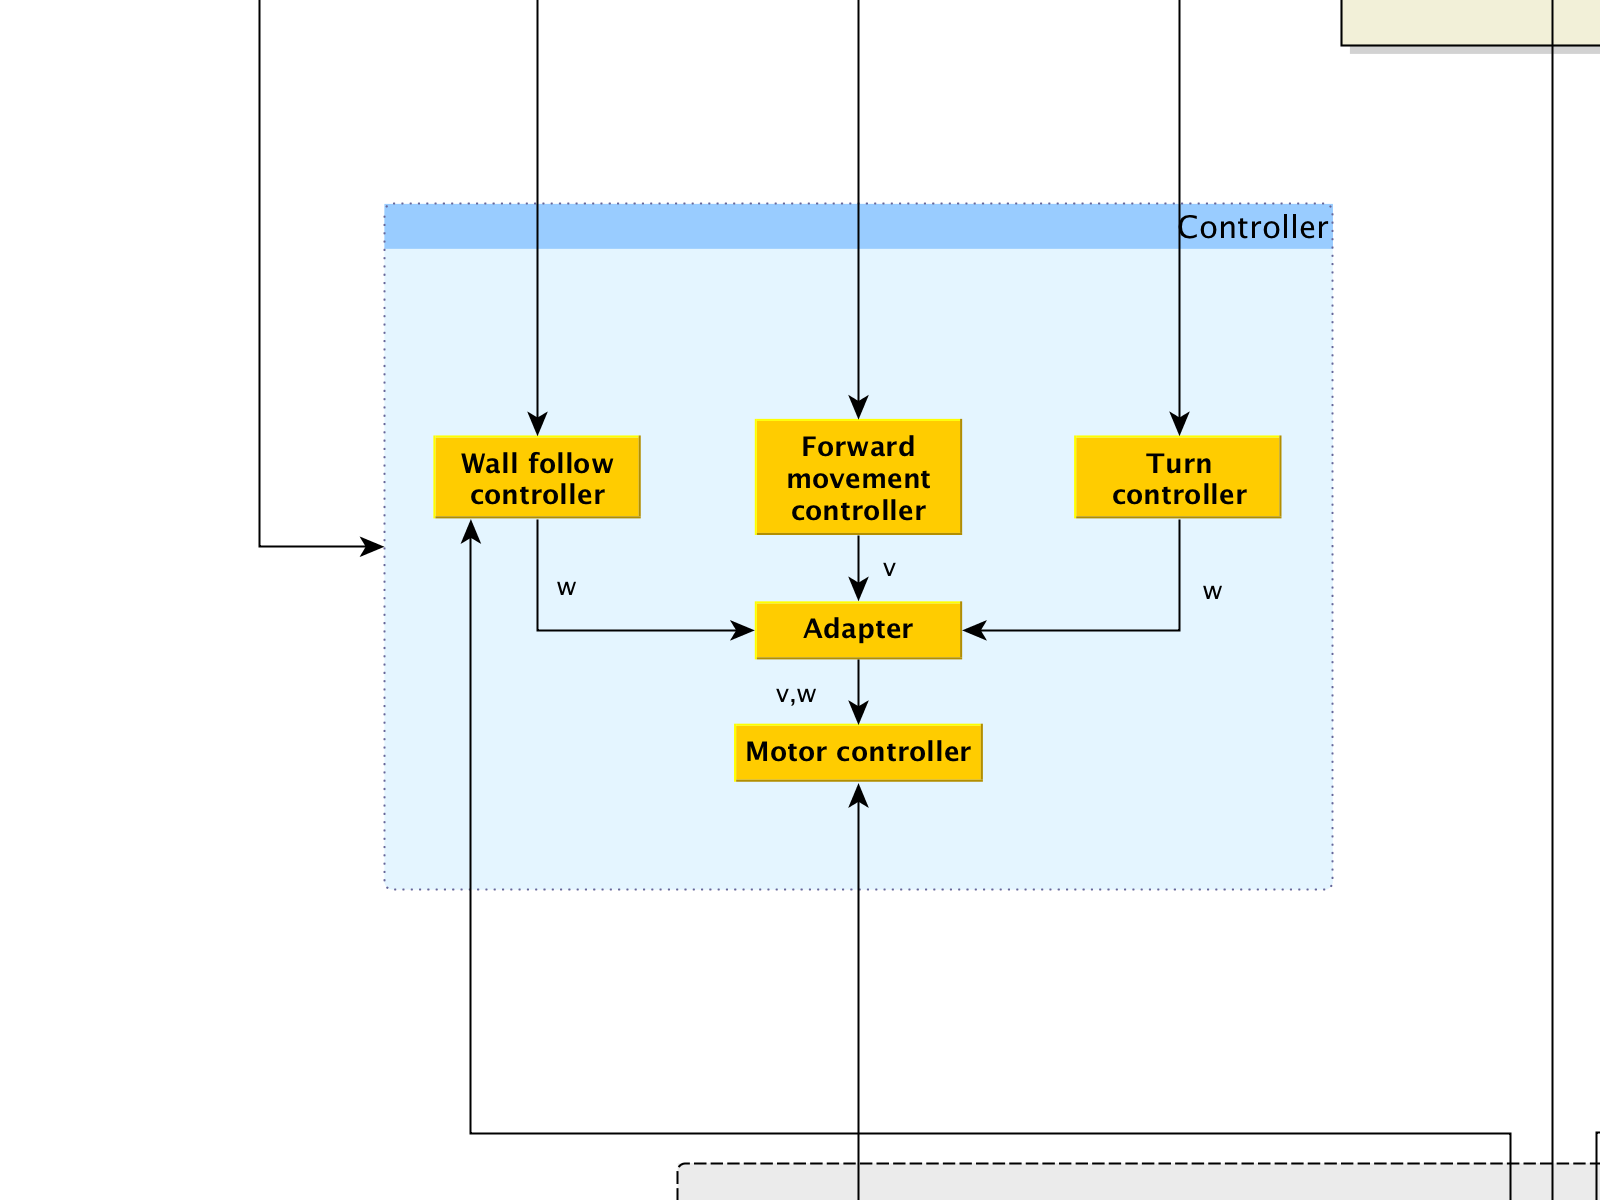 Controller
Wall follow
controller
Forward
movement
controller
Turn
controller
w
v
w
Adapter
v,w
Motor controller